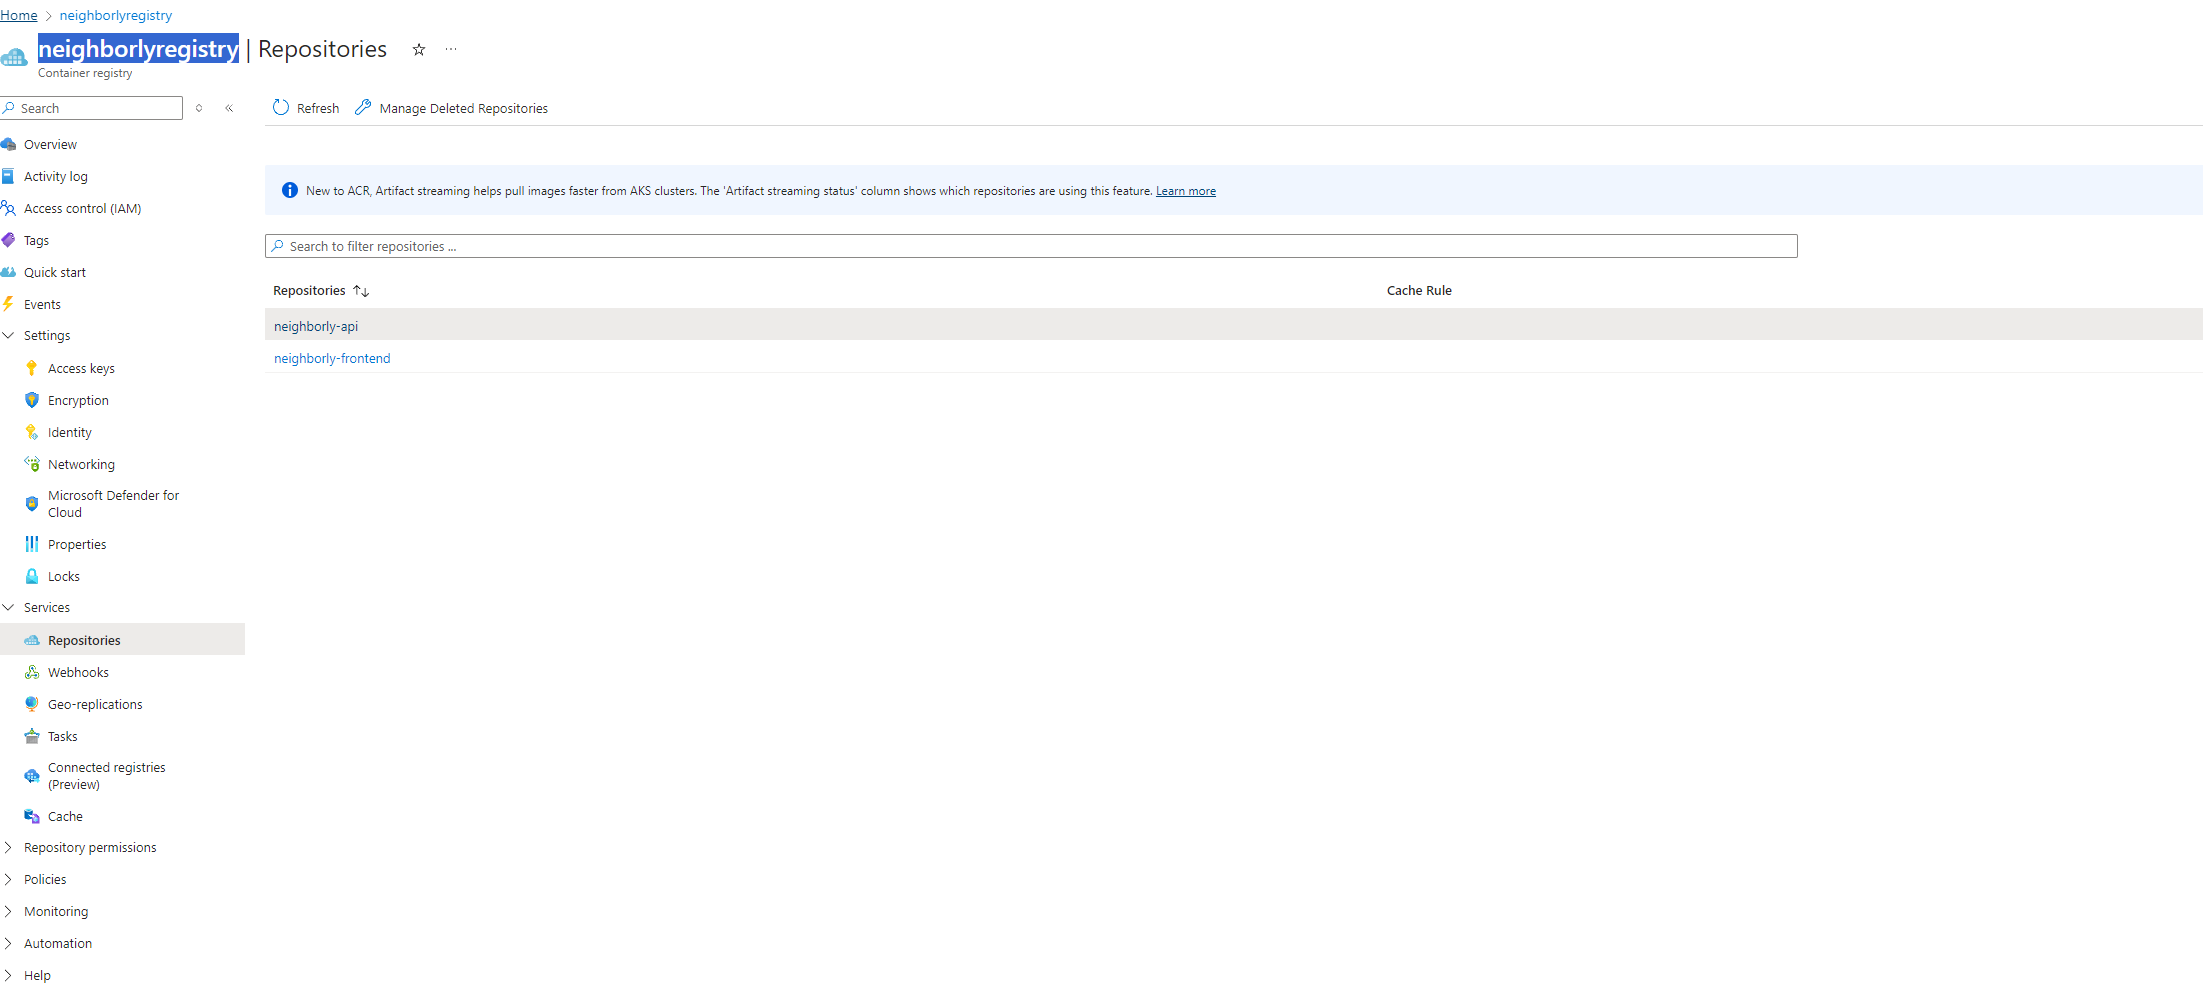 Home > neighborlyregistry
neighborlyregistry | Repositories
Container registry
Search
Refresh
Manage Deleted Repositories
Overview
Activity log
Access control (IAM)
Tags
Quick start
Events
Settings
Access keys
Encryption
Identity
Networking
Microsoft Defender for
Cloud
Properties
Locks
Services
Repositories
Webhooks
Geo-replications
Tasks
Connected registries
(Preview)
Cache
Repository permissions
Policies
Monitoring
Automation
Help
New to ACR, Artifact streaming helps pull images faster from AKS clusters. The 'Artifact streaming status' column shows which repositories are using this feature. Learn more
Search to filter repositories ...
Repositories
Cache Rule
neighborly-api
neighborly-frontend